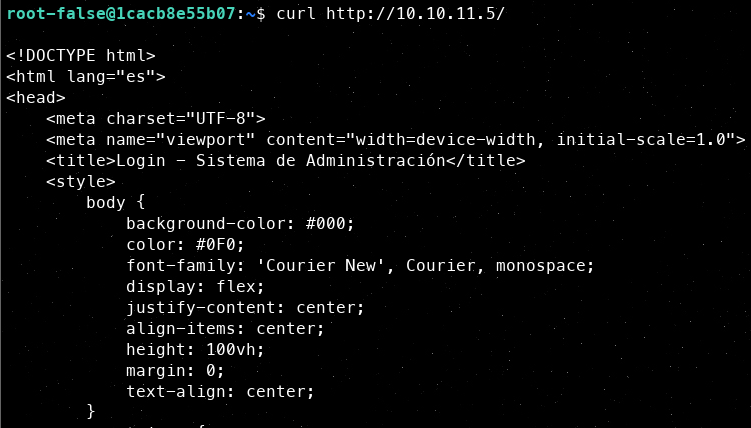 root-false@1cacb8e55b07:~$ curl http://10.10.11.5/
<!DOCTYPE html>
<html lang="es">
<head>
    <meta charset="UTF-8">
    <meta name="viewport" content="width=device-width, initial-scale=1.0">
    <title>Login - Sistema de Administración</title>
    <style>
        body {
            background-color: #000;
            color: #0F0;
            font-family: 'Courier New', Courier, monospace;
            display: flex;
            justify-content: center;
            align-items: center;
            height: 100vh;
            margin: 0;
            text-align: center;
        }